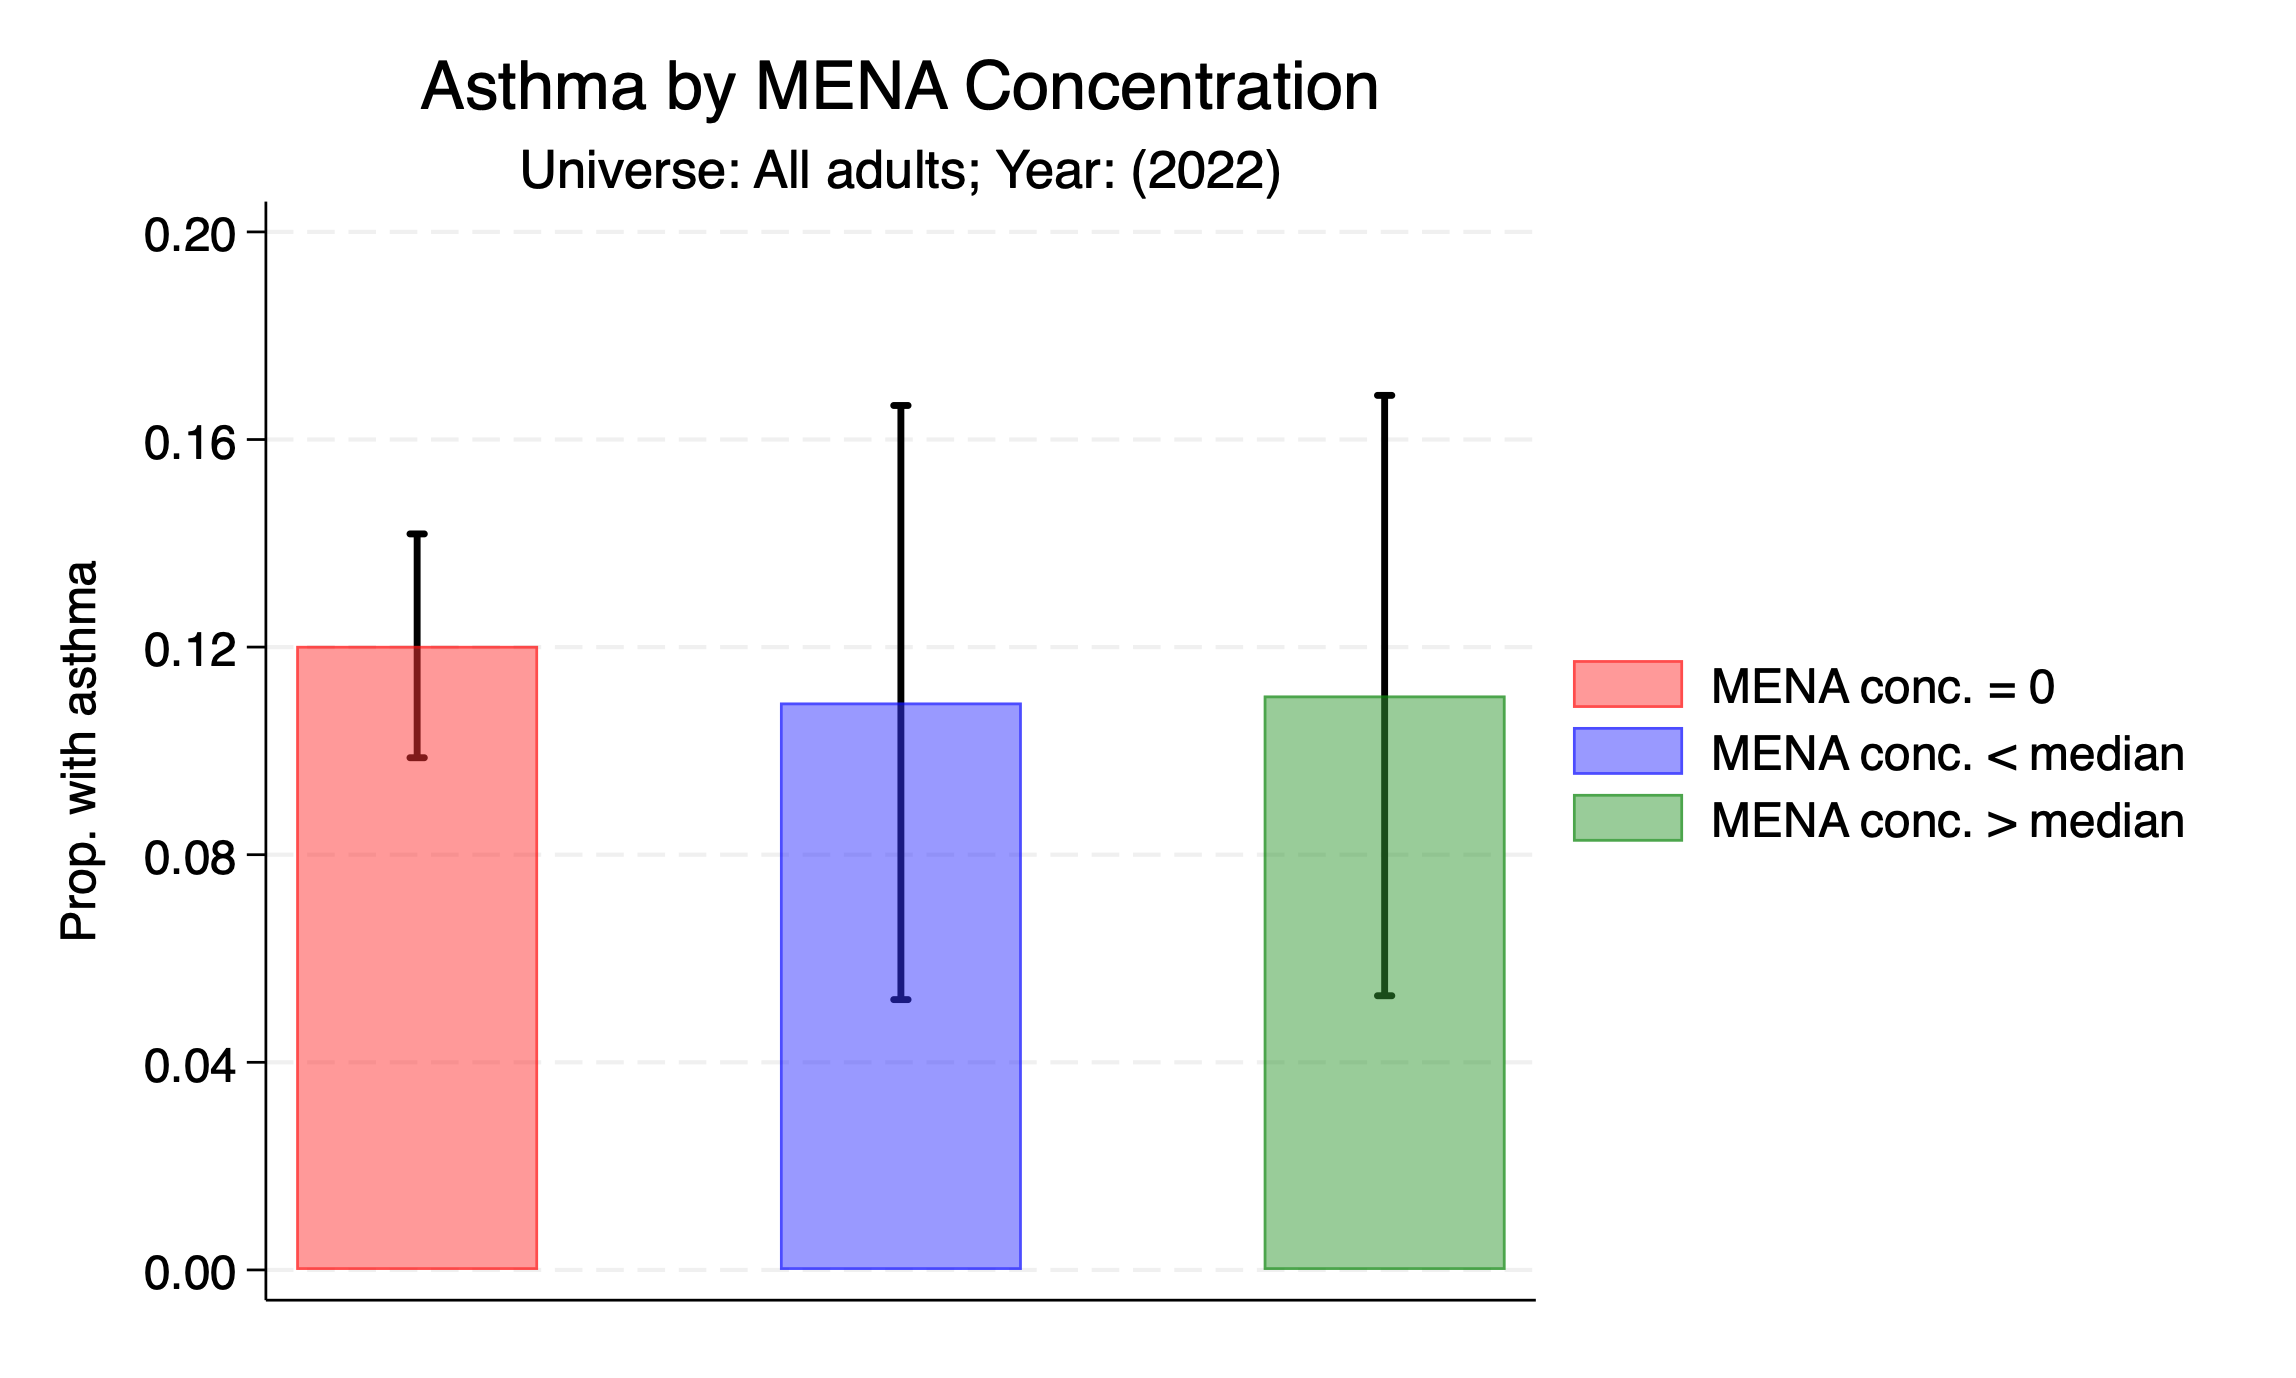 Asthma by MENA Concentration
Universe: All adults; Year: (2022)
Prop. with asthma
0.20
0.16
0.12
0.08
0.04
0.00
MENA conc. = 0
MENA conc. < median
MENA conc. > median